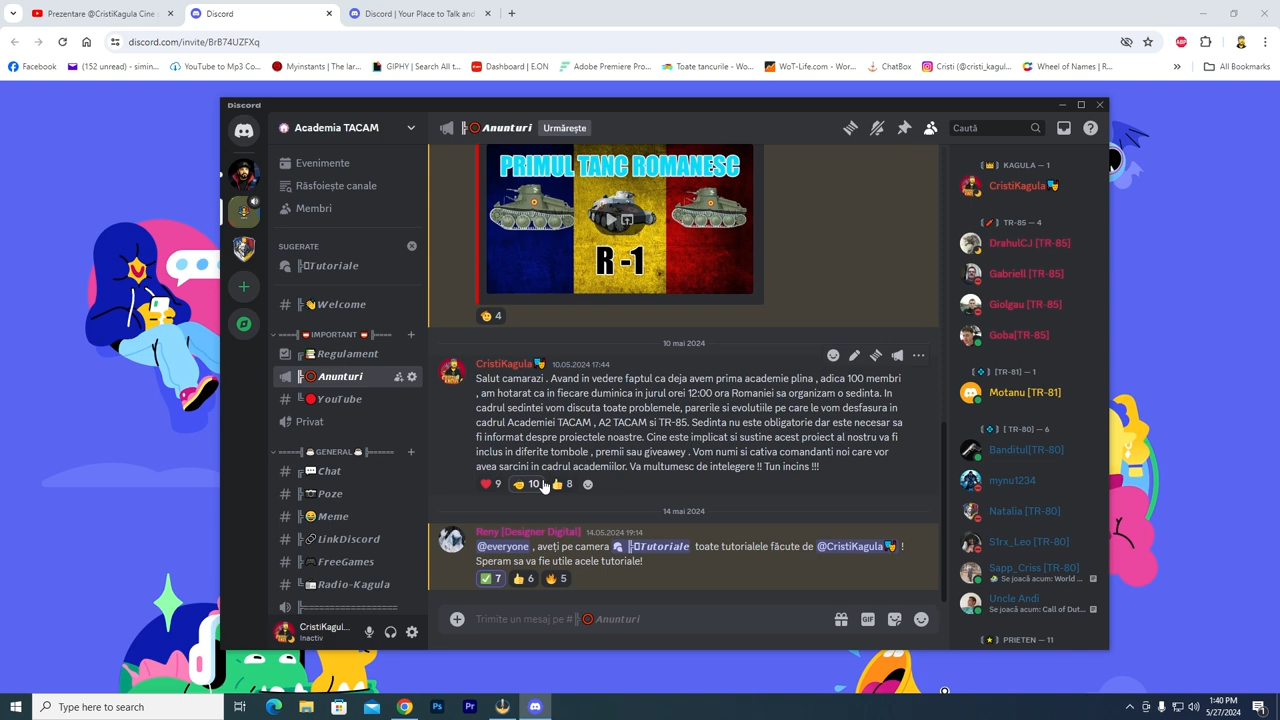 Prezentare @CristiKagula Cine
Discord
Discord | Your Place to Talk and
discord.com/invite/BrB74UZFXq
ABP
Facebook
(152 unread) - simin...
YouTube to Mp3 Co...
Myinstants | The lar...
GIPHY | Search All t...
Dashboard | E.ON
Adobe Premiere Pro...
Toate tancurile - Wo...
WoT-Life.com - Wor...
ChatBox
Cristi (@cristi_kagul...
Wheel of Names | R...
All Bookmarks
Discord
Academia TACAM
Anunturi
Urmărește
Caută
Evenimente
Răsfoiește canale
Membri
SUGERATE
Tutoriale
Welcome
IMPORTANT
Regulament
Anunturi
YouTube
Privat
GENERAL
Chat
Poze
Meme
LinkDiscord
FreeGames
Radio-Kagula
CristiKagul...
Inactiv
PRIMUL TANC ROMANESC
R -1
4
10 mai 2024
CristiKagula 10.05.2024 17:44
Salut camarazi . Avand in vedere faptul ca deja avem prima academie plina , adica 100 membri
, am hotarat ca in fiecare duminica in jurul orei 12:00 ora Romaniei sa organizam o sedinta. In
cadrul sedintei vom discuta toate problemele, parerile si evolutiile pe care le vom desfasura in
cadrul Academiei TACAM , A2 TACAM si TR-85. Sedinta nu este obligatorie dar este necesar sa
fi informat despre proiectele noastre. Cine este implicat si sustine acest proiect al nostru va fi
inclus in diferite tombole , premii sau giveawey . Vom numi si cativa comandanti noi care vor
avea sarcini in cadrul academiilor. Va multumesc de intelegere !! Tun incins !!!
9 10 8
14 mai 2024
Reny [Designer Digital] 14.05.2024 19:14
@everyone , aveți pe camera Tutoriale toate tutorialele făcute de @CristiKagula !
Speram sa va fie utile acele tutoriale!
7 6 5
Trimite un mesaj pe # Anunturi
GIF
KAGULA — 1
CristiKagula
TR-85 — 4
DrahulCJ [TR-85]
Gabriell [TR-85]
Giolgau [TR-85]
Goba[TR-85]
[TR-81] — 1
Motanu [TR-81]
[ TR-80] — 6
Banditul[TR-80]
mynu1234
Natalia [TR-80]
S1rx_Leo [TR-80]
Sapp_Criss [TR-80]
Se joacă acum: World ...
Uncle Andi
Se joacă acum: Call of Dut...
PRIETEN — 11
Type here to search
Ps
Pr
1:40 PM
5/27/2024